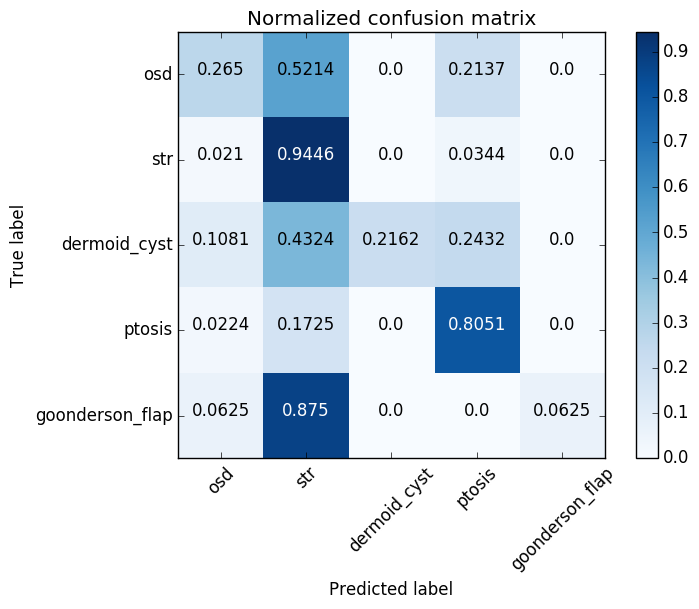 Normalized confusion matrix
osd 0.265 0.5214 0.0 0.2137 0.0
str 0.021 0.9446 0.0 0.0344 0.0
dermoid_cyst 0.1081 0.4324 0.2162 0.2432 0.0
ptosis 0.0224 0.1725 0.0 0.8051 0.0
goonderson_flap 0.0625 0.875 0.0 0.0 0.0625
True label
osd str dermoid_cyst ptosis goonderson_flap
Predicted label
0.9
0.8
0.7
0.6
0.5
0.4
0.3
0.2
0.1
0.0